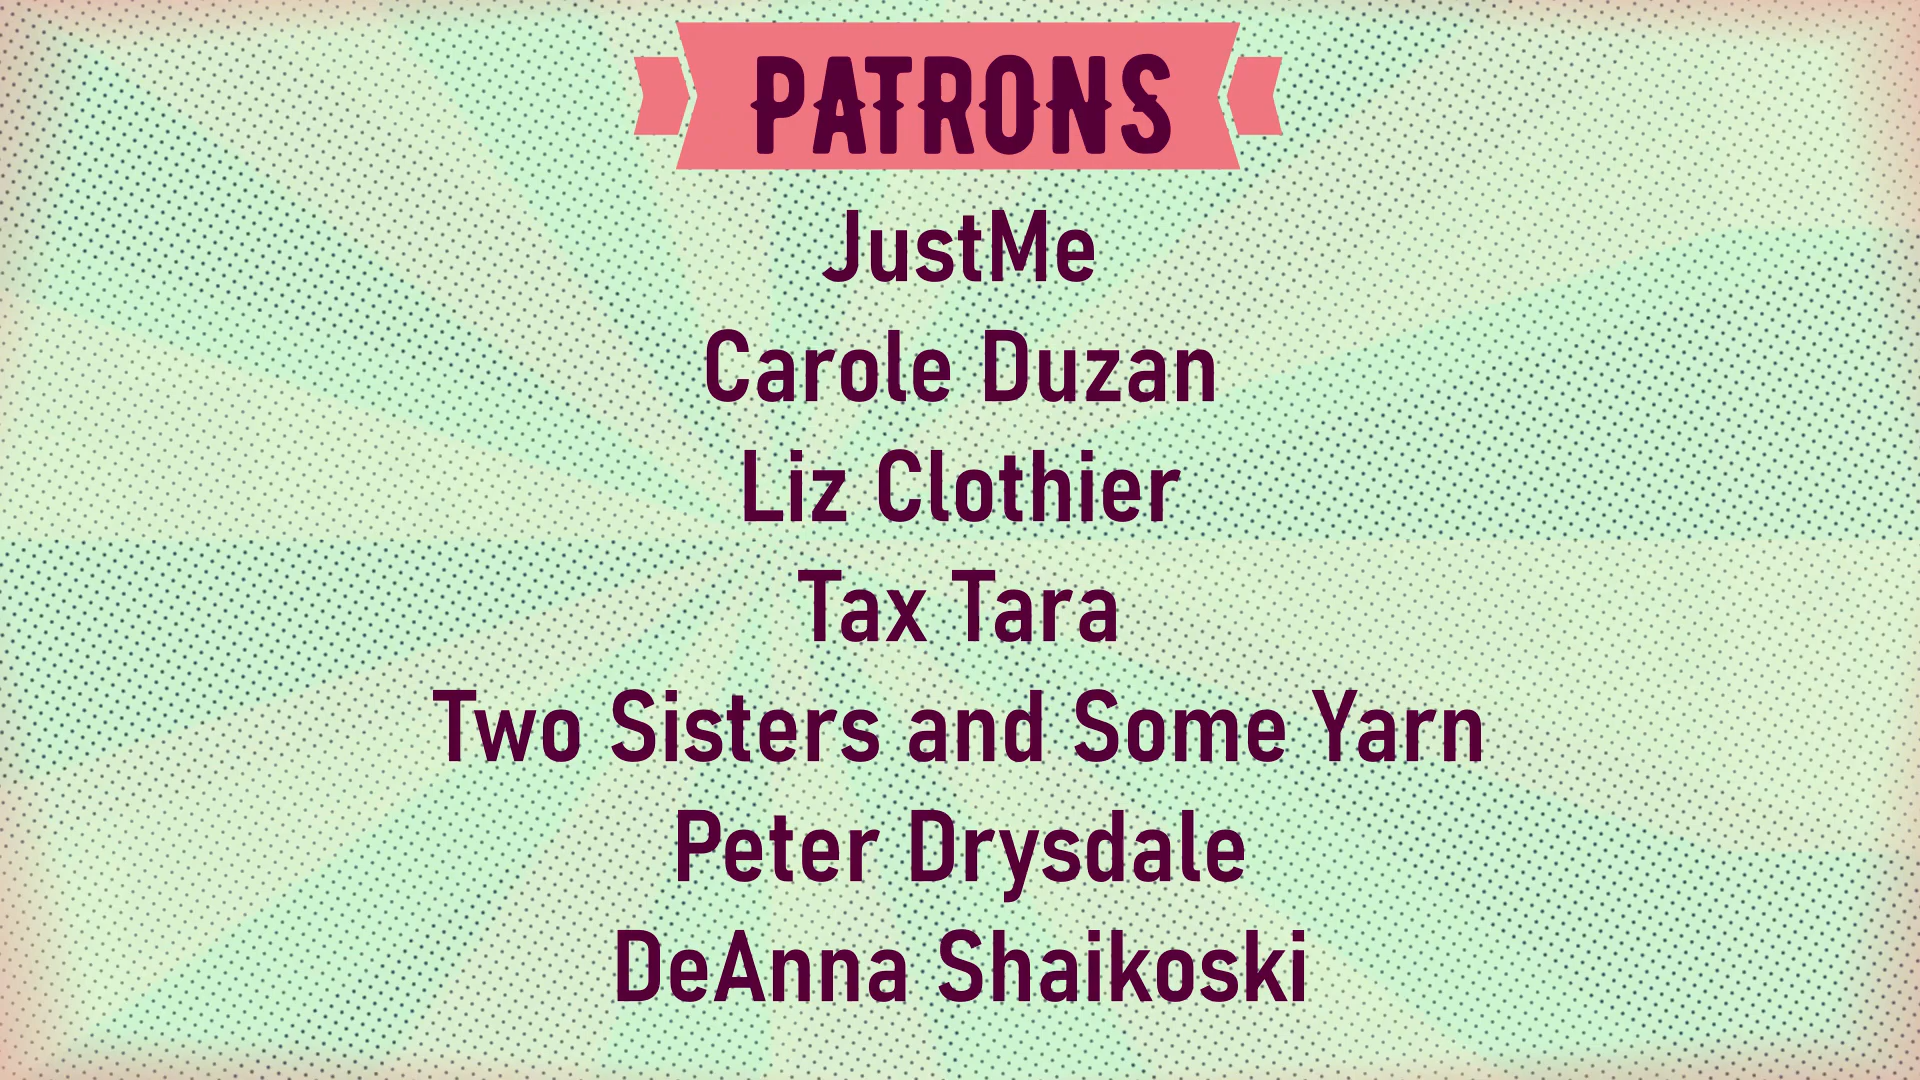 PATRONS
JustMe
Carole Duzan
Liz Clothier
Tax Tara
Two Sisters and Some Yarn
Peter Drysdale
DeAnna Shaikoski